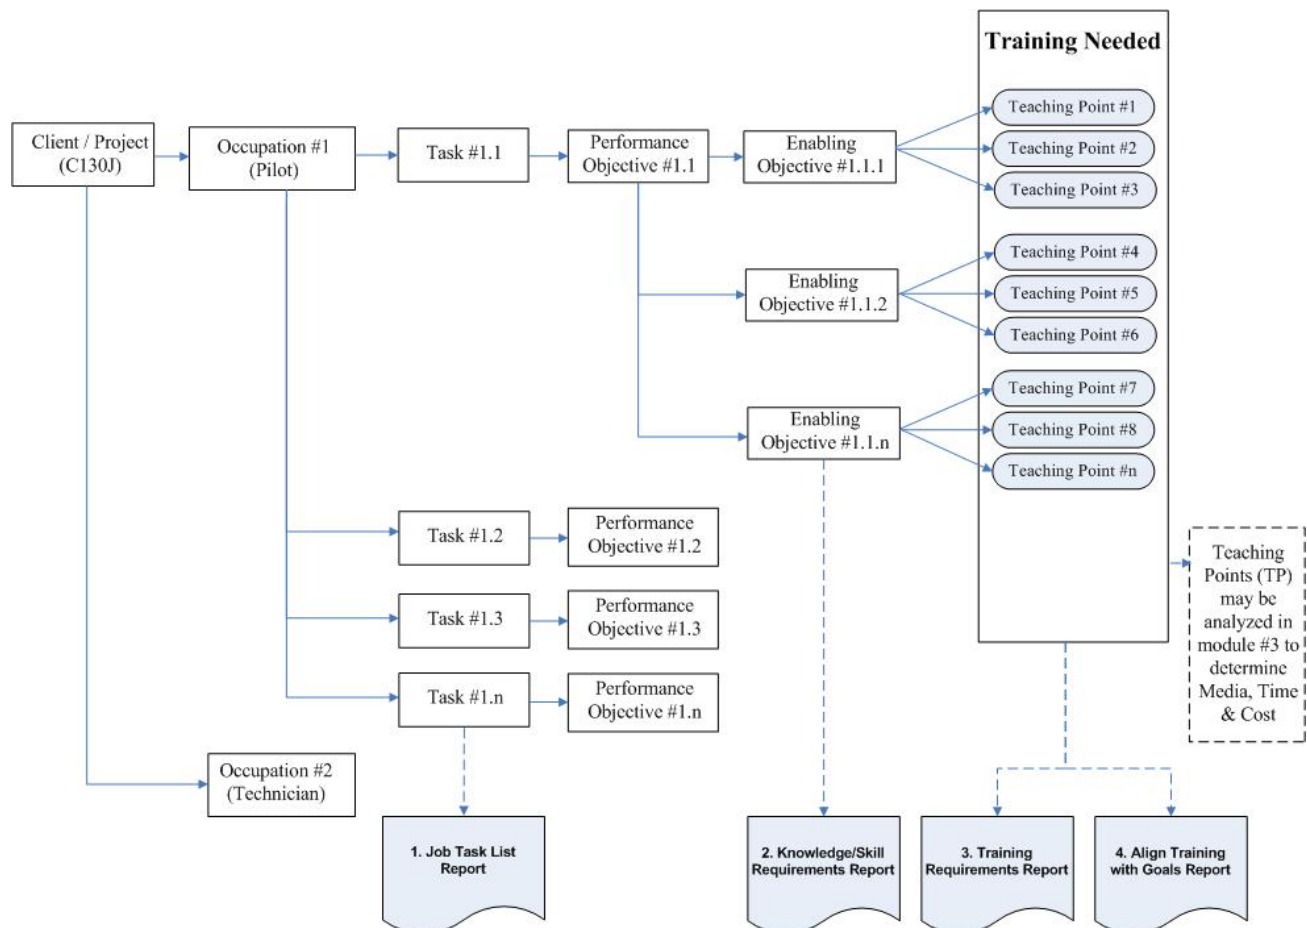 Training Needed
Teaching Point #1
Teaching Point #2
Teaching Point #3
Client / Project
(C130J)
Occupation #1
(Pilot)
Task #1.1
Performance
Objective #1.1
Enabling
Objective #1.1.1
Teaching Point #4
Teaching Point #5
Teaching Point #6
Enabling
Objective #1.1.2
Teaching Point #7
Teaching Point #8
Teaching Point #n
Enabling
Objective #1.1.n
Task #1.2
Performance
Objective #1.2
Task #1.3
Performance
Objective #1.3
Task #1.n
Performance
Objective #1.n
Teaching
Points (TP)
may be
analyzed in
module #3 to
determine
Media, Time
& Cost
Occupation #2
(Technician)
1. Job Task List
Report
2. Knowledge/Skill
Requirements Report
3. Training
Requirements Report
4. Align Training
with Goals Report